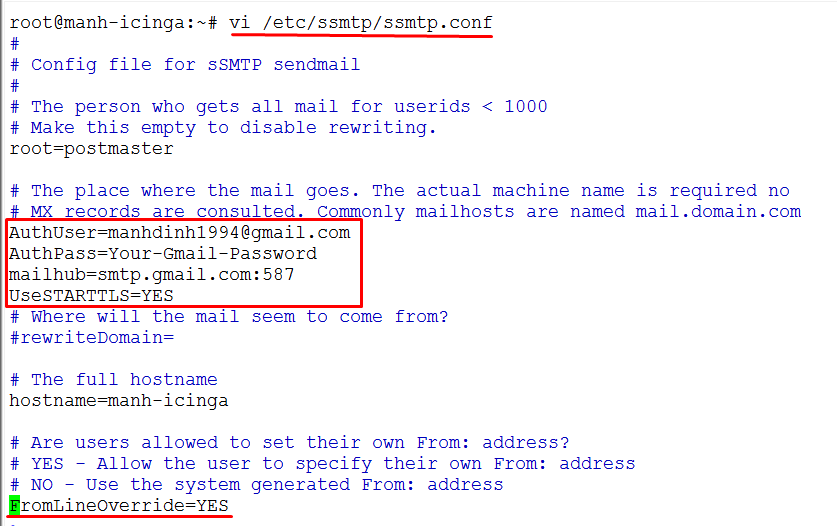 root@manh-icinga:~# vi /etc/ssmtp/ssmtp.conf
#
# Config file for sSMTP sendmail
#
# The person who gets all mail for userids < 1000
# Make this empty to disable rewriting.
root=postmaster
# The place where the mail goes. The actual machine name is required no
# MX records are consulted. Commonly mailhosts are named mail.domain.com
AuthUser=manhdinh1994@gmail.com
AuthPass=Your-Gmail-Password
mailhub=smtp.gmail.com:587
UseSTARTTLS=YES
# Where will the mail seem to come from?
#rewriteDomain=
# The full hostname
hostname=manh-icinga
# Are users allowed to set their own From: address?
# YES - Allow the user to specify their own From: address
# NO - Use the system generated From: address
FromLineOverride=YES